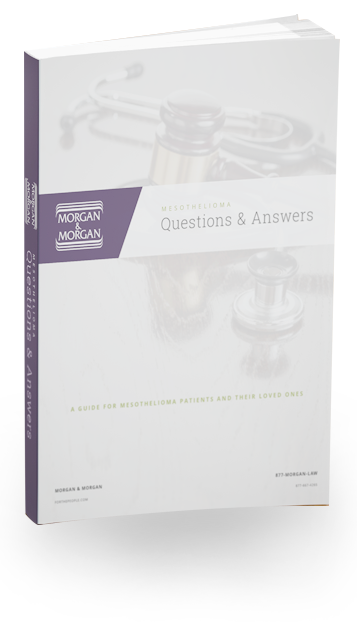 MORGAN
&
MORGAN
MESOTHELIOMA
Questions & Answers
MORGAN
&
MORGAN
MESOTHELIOMA
Questions & Answers
A GUIDE FOR MESOTHELIOMA PATIENTS AND THEIR LOVED ONES
MORGAN & MORGAN
877-MORGAN-LAW